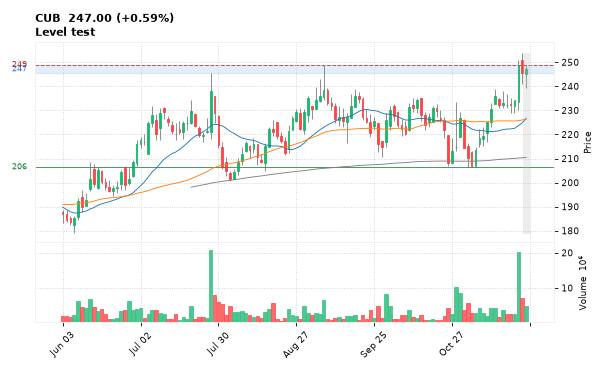 CUB 247.00 (+0.59%)
Level test
249
247
206
250
240
230
220
210
200
190
180
Price
20
10
Volume 10⁶
Jun 03
Jul 02
Jul 30
Aug 27
Sep 25
Oct 27